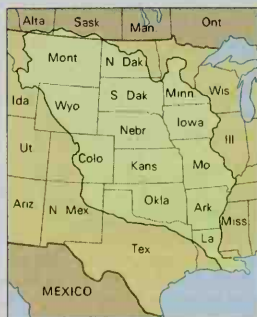 Alta Sask Man Ont
Mont N Dak Minn Wis
Ida Wyo S Dak Iowa Ill
Nebr
Ut Colo Kans Mo
Ariz N Mex Okla Ark Miss
La
Tex
MEXICO